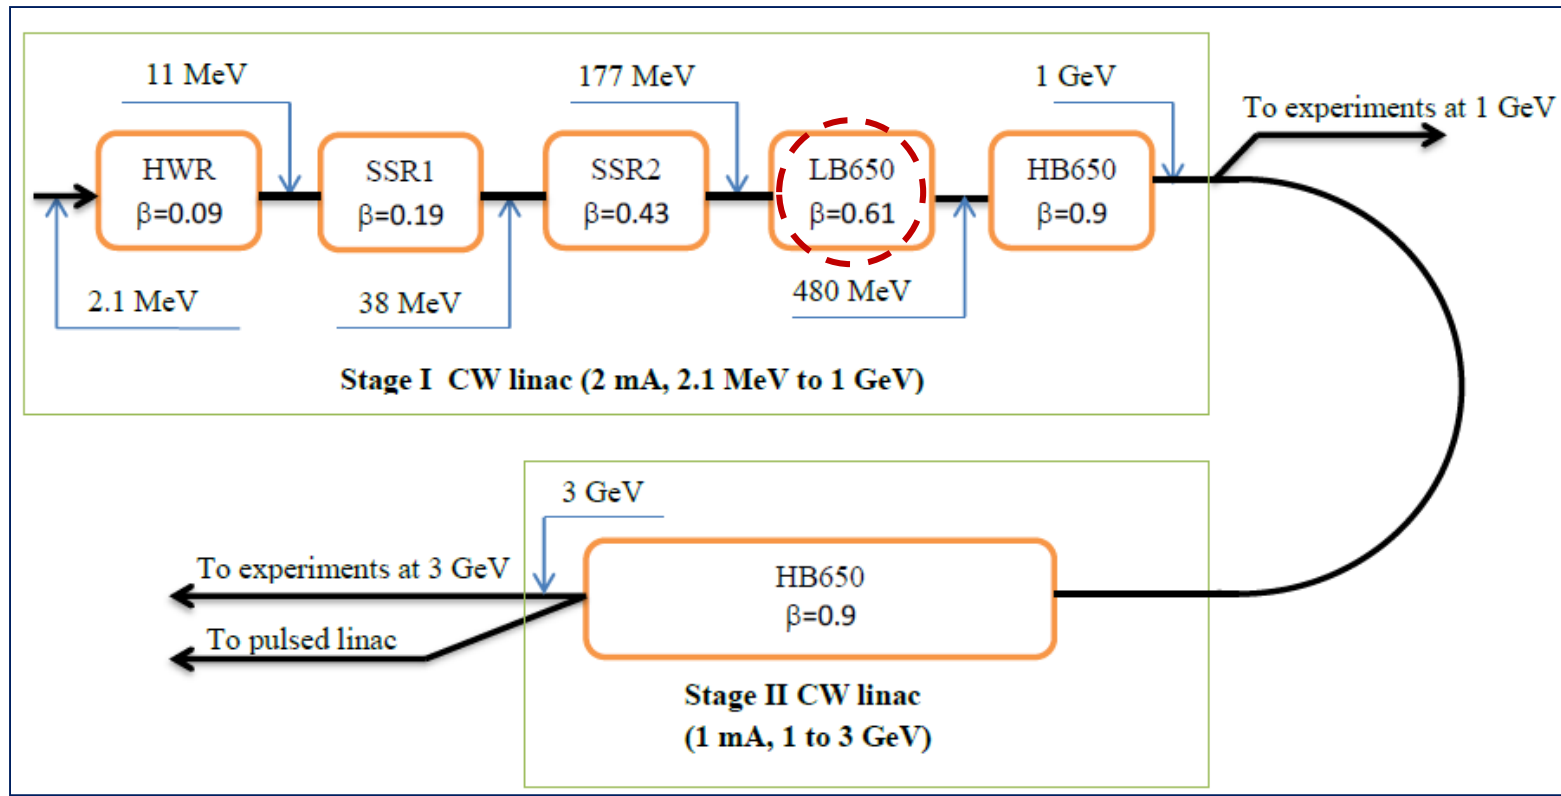 11 MeV
177 MeV
1 GeV
To experiments at 1 GeV
HWR
β=0.09
SSR1
β=0.19
SSR2
β=0.43
LB650
β=0.61
HB650
β=0.9
2.1 MeV
38 MeV
480 MeV
Stage I CW linac (2 mA, 2.1 MeV to 1 GeV)
3 GeV
To experiments at 3 GeV
To pulsed linac
HB650
β=0.9
Stage II CW linac
(1 mA, 1 to 3 GeV)